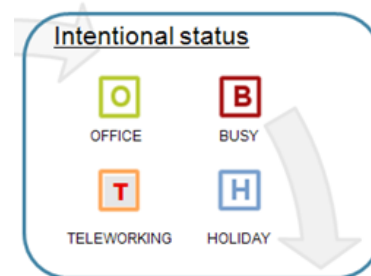 Intentional status
O B
OFFICE BUSY
T H
TELEWORKING HOLIDAY